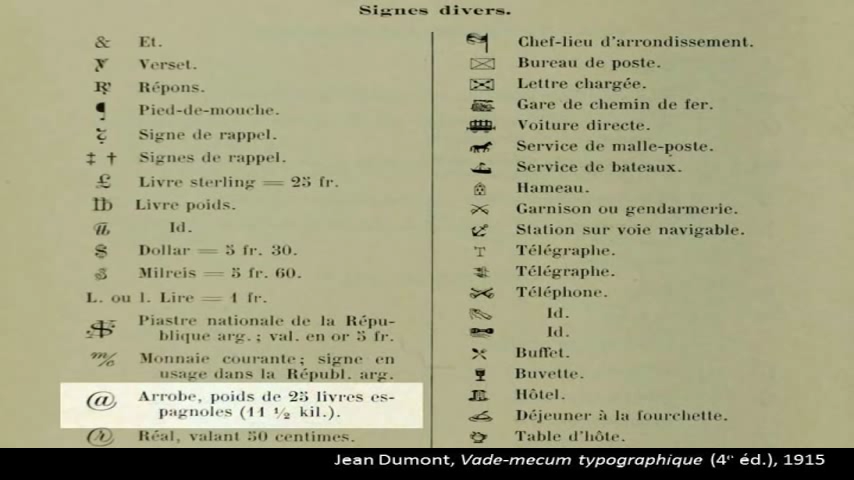 Signes divers.
& Et.
℣ Verset.
℟ Répons.
¶ Pied-de-mouche.
Signe de rappel.
‡ † Signes de rappel.
£ Livre sterling = 25 fr.
lb Livre poids.
Id.
$ Dollar = 5 fr. 30.
Milreis = 5 fr. 60.
L. ou l. Lire = 1 fr.
Piastre nationale de la Répu-
blique arg. ; val. en or 5 fr.
m/c Monnaie courante; signe en
usage dans la Républ. arg.
@ Arrobe, poids de 25 livres es-
pagnoles (11 ½ kil.).
Réal, valant 50 centimes.
Chef-lieu d'arrondissement.
Bureau de poste.
Lettre chargée.
Gare de chemin de fer.
Voiture directe.
Service de malle-poste.
Service de bateaux.
Hameau.
Garnison ou gendarmerie.
Station sur voie navigable.
T Télégraphe.
Télégraphe.
Téléphone.
Id.
Id.
Buffet.
Buvette.
Hôtel.
Déjeuner à la fourchette.
Table d'hôte.
Jean Dumont, Vade-mecum typographique (4ᵉ éd.), 1915